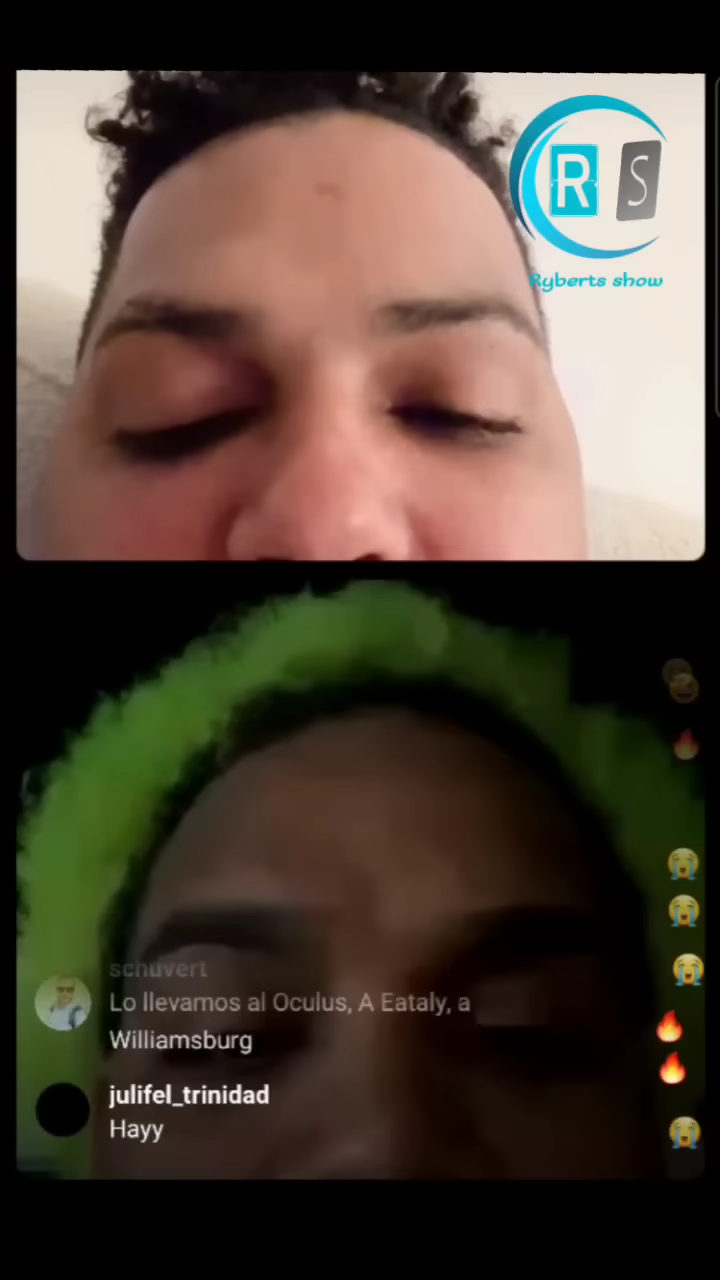 R S
Ryberts show
schuvert
Lo llevamos al Oculus, A Eataly, a
Williamsburg
julifel_trinidad
Hayy